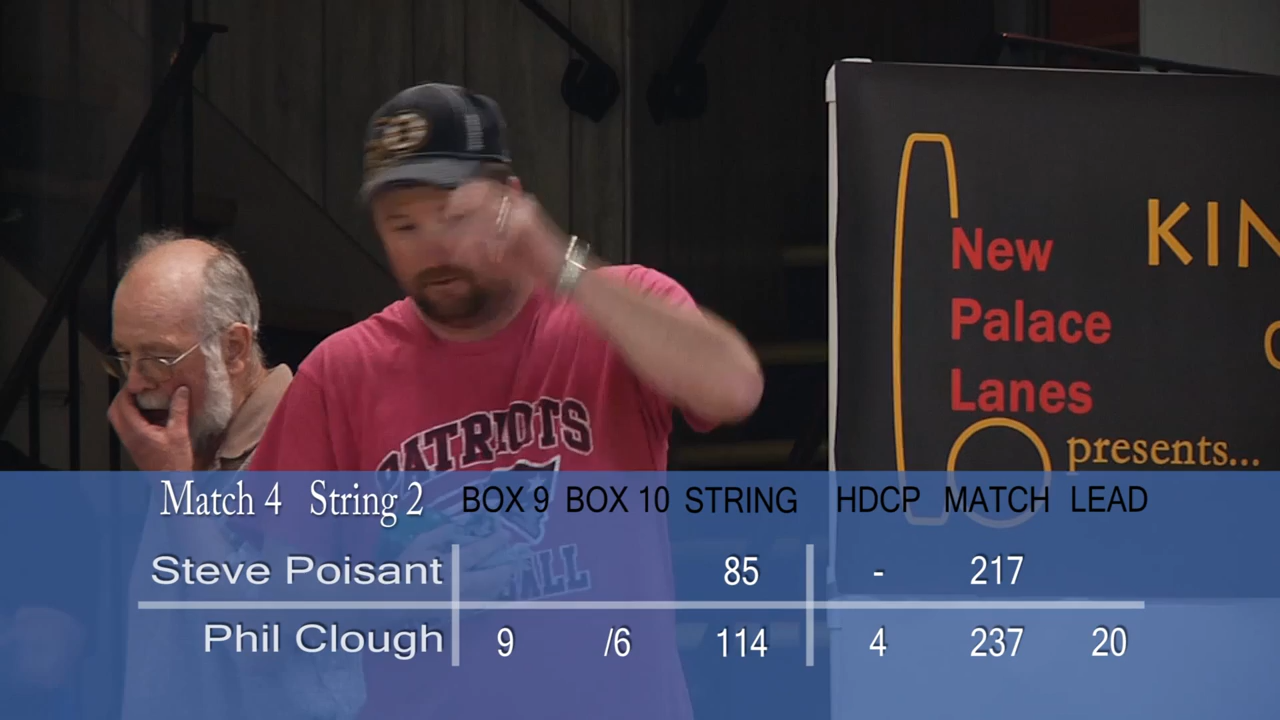 PATRIOTS
New
Palace
Lanes
presents...
KIN
Match 4 String 2 BOX 9 BOX 10 STRING HDCP MATCH LEAD
Steve Poisant 85 - 217
Phil Clough 9 /6 114 4 237 20